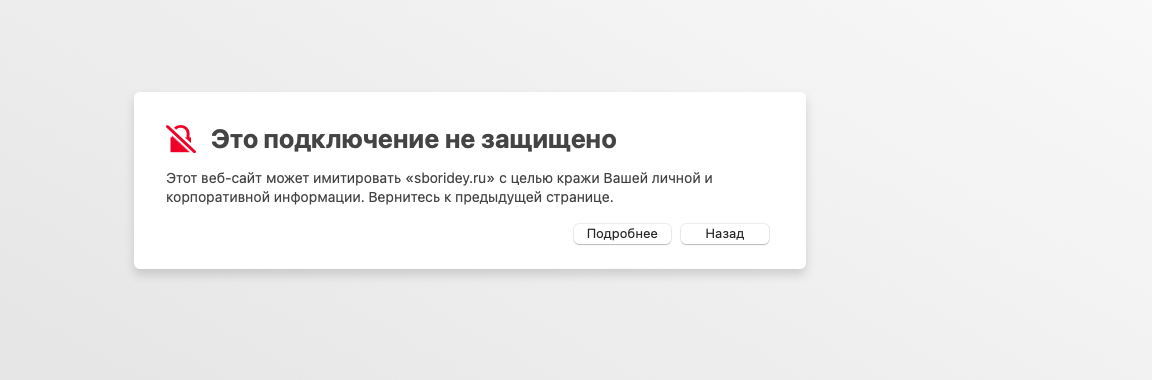 Это подключение не защищено
Этот веб-сайт может имитировать «sboridey.ru» с целью кражи Вашей личной и
корпоративной информации. Вернитесь к предыдущей странице.
Подробнее Назад